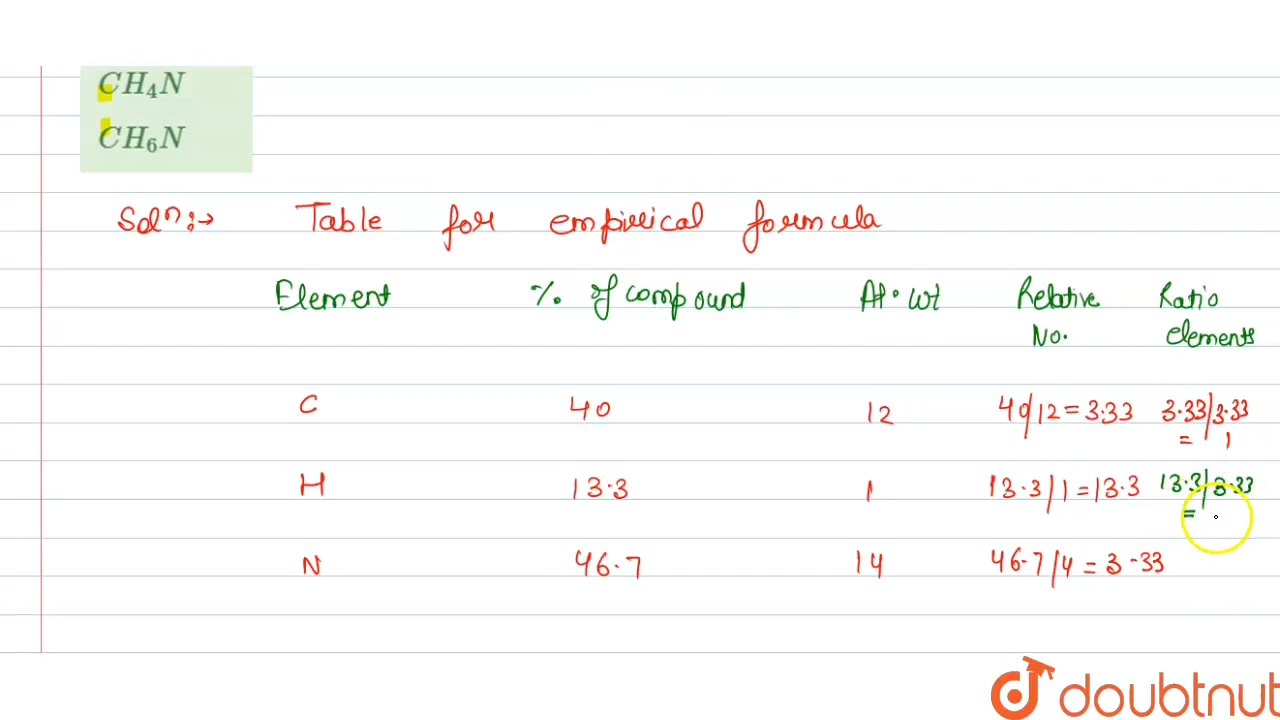 CH₄N
CH₆N
Solⁿ:→ Table for empirical formula
Element % of compound At. wt Relative No. Ratio elements
C 40 12 40/12 = 3.33 3.33/3.33 = 1
H 13.3 1 13.3/1 = 13.3 13.3/3.33 =
N 46.7 14 46.7/4 = 3.33
doubtnut